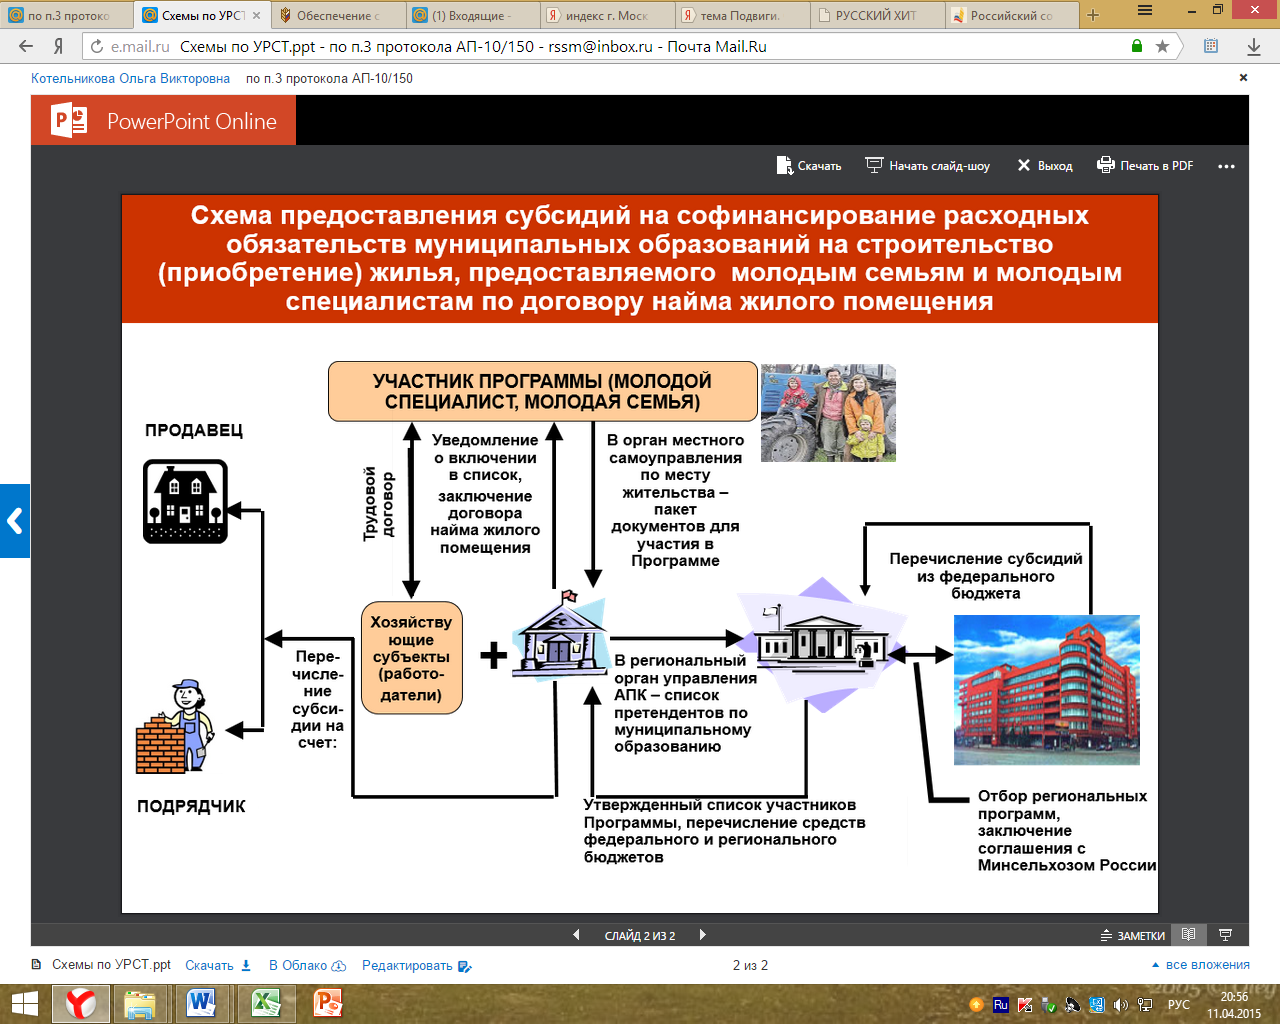 по п.3 протоко
Схемы по УРСТ
Обеспечение с
(1) Входящие -
индекс г. Моск
тема Подвиги.
РУССКИЙ ХИТ
Российский со
e.mail.ru Схемы по УРСТ.ppt - по п.3 протокола АП-10/150 - rssm@inbox.ru - Почта Mail.Ru
Котельникова Ольга Викторовна по п.3 протокола АП-10/150
PowerPoint Online
Скачать Начать слайд-шоу Выход Печать в PDF
Схема предоставления субсидий на софинансирование расходных
обязательств муниципальных образований на строительство
(приобретение) жилья, предоставляемого молодым семьям и молодым
специалистам по договору найма жилого помещения
УЧАСТНИК ПРОГРАММЫ (МОЛОДОЙ
СПЕЦИАЛИСТ, МОЛОДАЯ СЕМЬЯ)
ПРОДАВЕЦ
Трудовой
договор
Уведомление
о включении
в список,
заключение
договора
найма жилого
помещения
В орган местного
самоуправления
по месту
жительства –
пакет
документов для
участия в
Программе
Перечисление субсидий
из федерального
бюджета
Хозяйству
ющие
субъекты
(работо-
датели)
+
Пере-
числе-
ние
субси-
дии на
счет:
В региональный
орган управления
АПК – список
претендентов по
муниципальному
образованию
ПОДРЯДЧИК
Утвержденный список участников
Программы, перечисление средств
федерального и регионального
бюджетов
Отбор региональных
программ,
заключение
соглашения с
Минсельхозом России
СЛАЙД 2 ИЗ 2
ЗАМЕТКИ
Схемы по УРСТ.ppt Скачать В Облако Редактировать 2 из 2 все вложения
Ru
РУС
20:56
11.04.2015